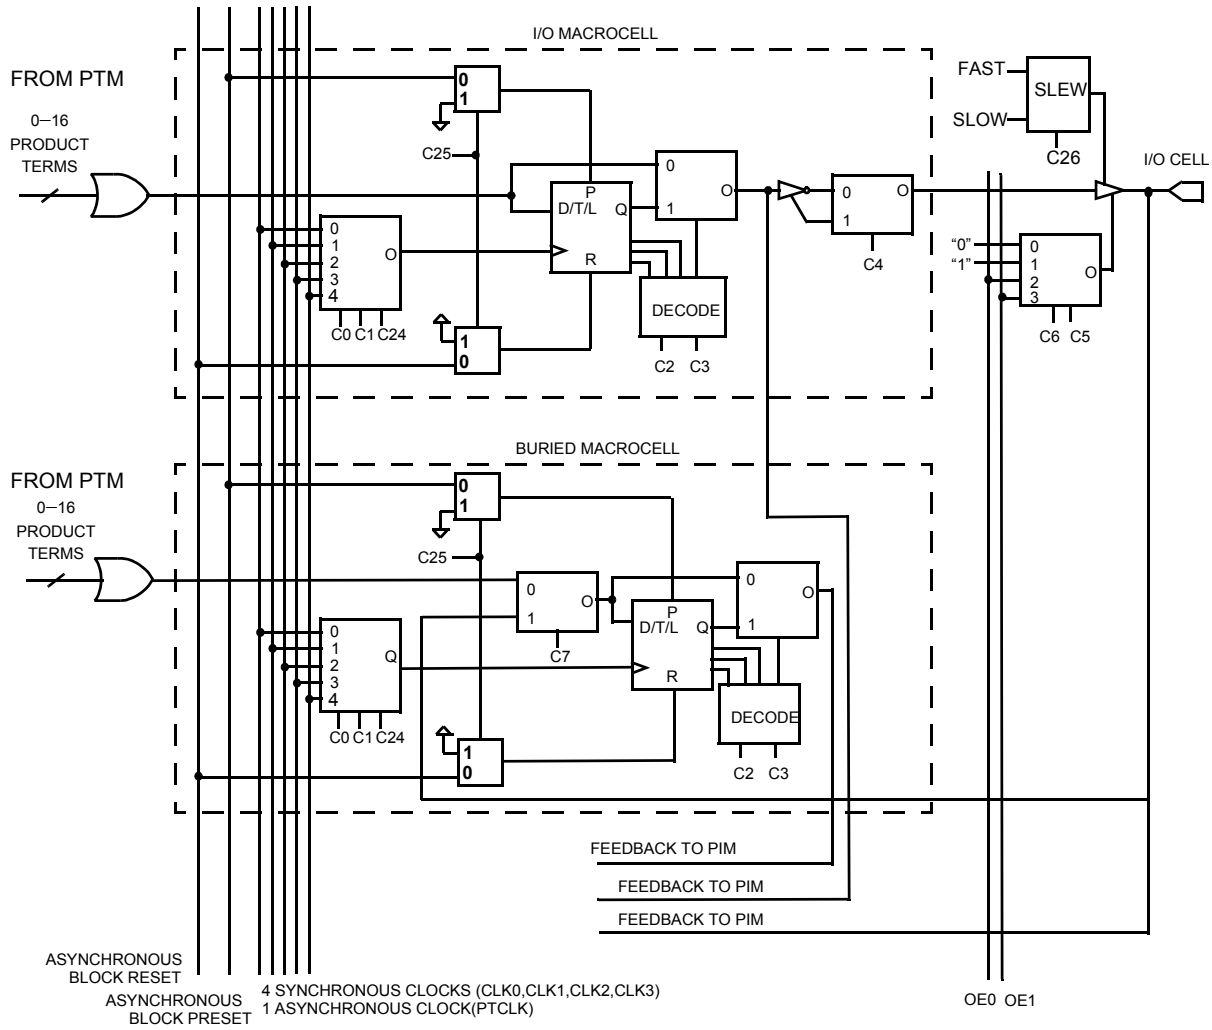 I/O MACROCELL
FROM PTM
0–16
PRODUCT
TERMS
0
1
C25
FAST
SLOW
SLEW
C26
I/O CELL
0
1
O
P
D/T/L
Q
R
0
1
2
3
4
O
C0 C1 C24
1
0
DECODE
C2 C3
0
1
O
C4
"0"
"1"
0
1
2
3
O
C6 C5
BURIED MACROCELL
FROM PTM
0–16
PRODUCT
TERMS
0
1
C25
0
1
O
C7
P
D/T/L
Q
R
0
1
O
0
1
2
3
4
Q
C0 C1 C24
1
0
DECODE
C2 C3
FEEDBACK TO PIM
FEEDBACK TO PIM
FEEDBACK TO PIM
ASYNCHRONOUS
BLOCK RESET
ASYNCHRONOUS
BLOCK PRESET
4 SYNCHRONOUS CLOCKS (CLK0,CLK1,CLK2,CLK3)
1 ASYNCHRONOUS CLOCK(PTCLK)
OE0 OE1